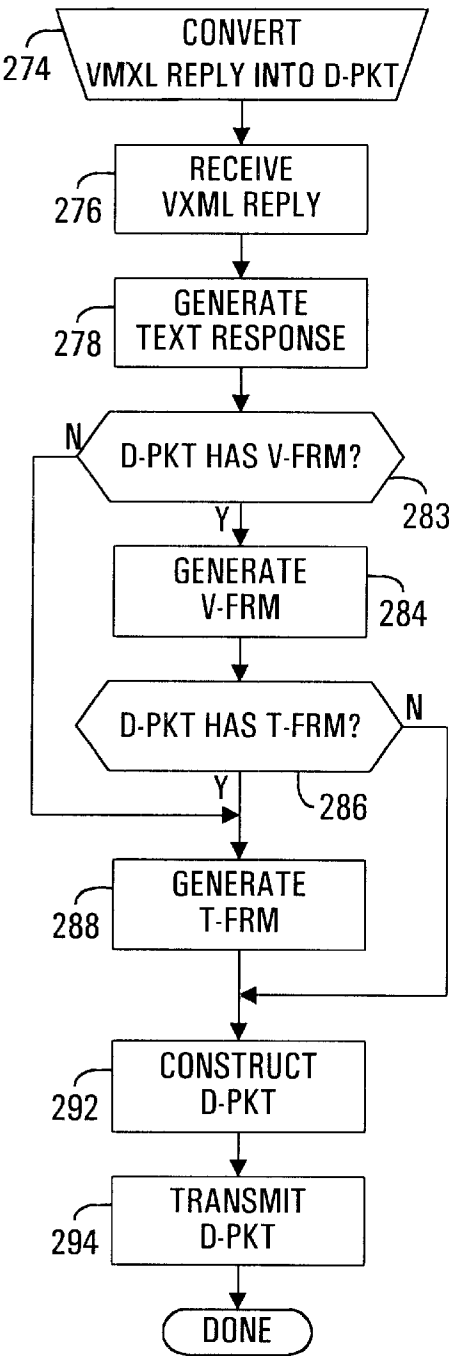 CONVERT
VMXL REPLY INTO D-PKT
274
RECEIVE
VXML REPLY
276
GENERATE
TEXT RESPONSE
278
N
D-PKT HAS V-FRM?
283
Y
GENERATE
V-FRM
284
D-PKT HAS T-FRM?
N
Y
286
GENERATE
T-FRM
288
CONSTRUCT
D-PKT
292
TRANSMIT
D-PKT
294
DONE